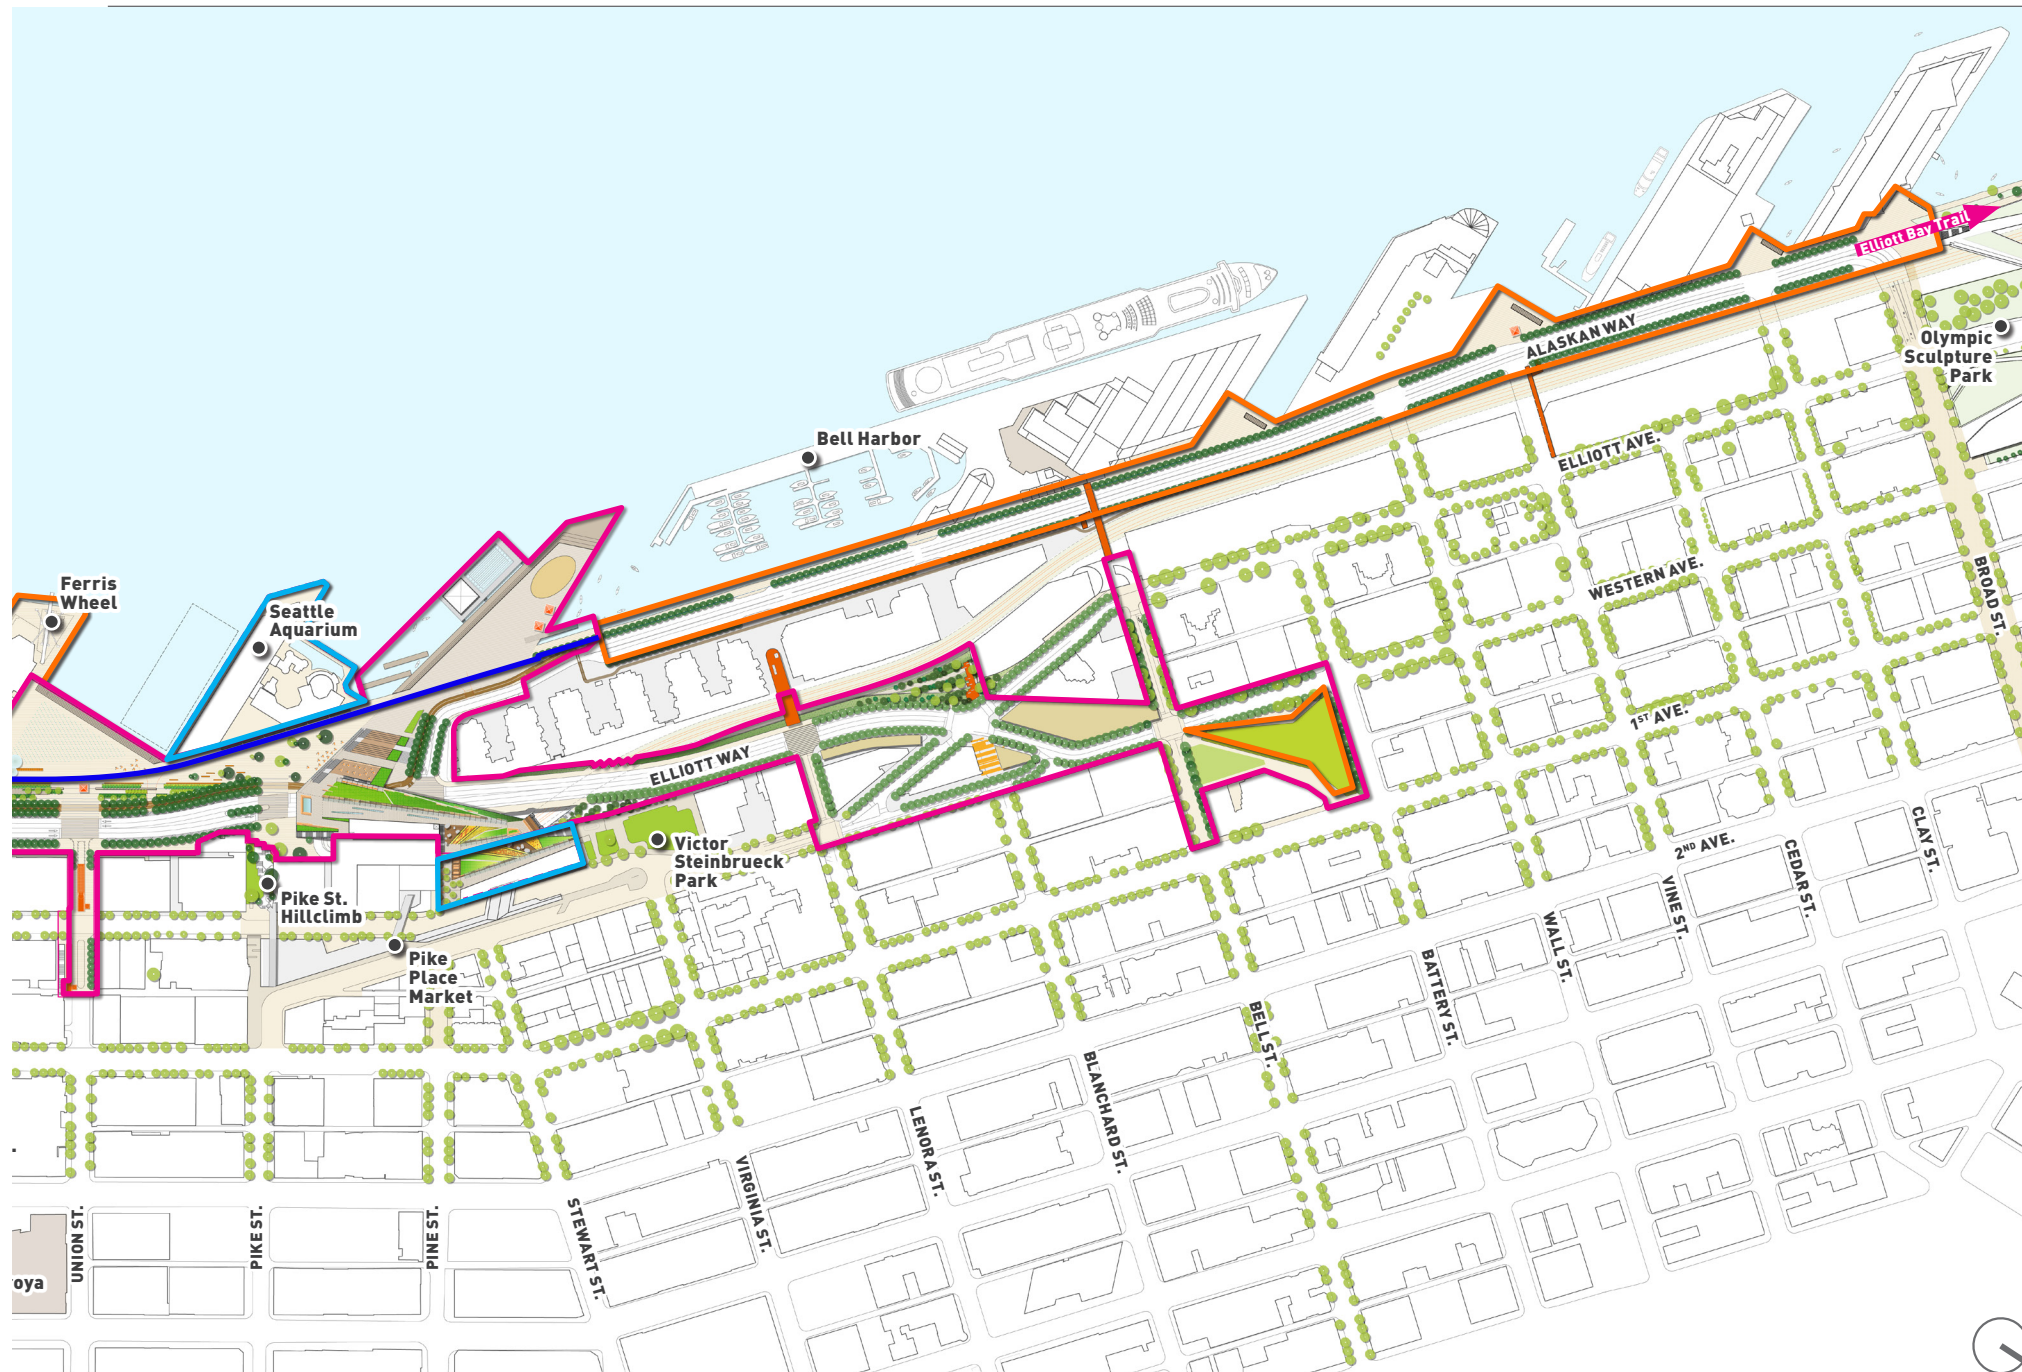 Elliott Bay Trail
ALASKAN WAY
Olympic
Sculpture
Park
Bell Harbor
ELLIOTT AVE.
Ferris
Wheel
Seattle
Aquarium
WESTERN AVE.
BROAD ST.
1ST AVE.
ELLIOTT WAY
Victor
Steinbrueck
Park
2ND AVE.
CEDAR ST.
CLAY ST.
Pike St.
Hillclimb
VINE ST.
WALL ST.
Pike
Place
Market
BATTERY ST.
BELL ST.
BLANCHARD ST.
LENORA ST.
VIRGINIA ST.
STEWART ST.
UNION ST.
PIKE ST.
PINE ST.
roya